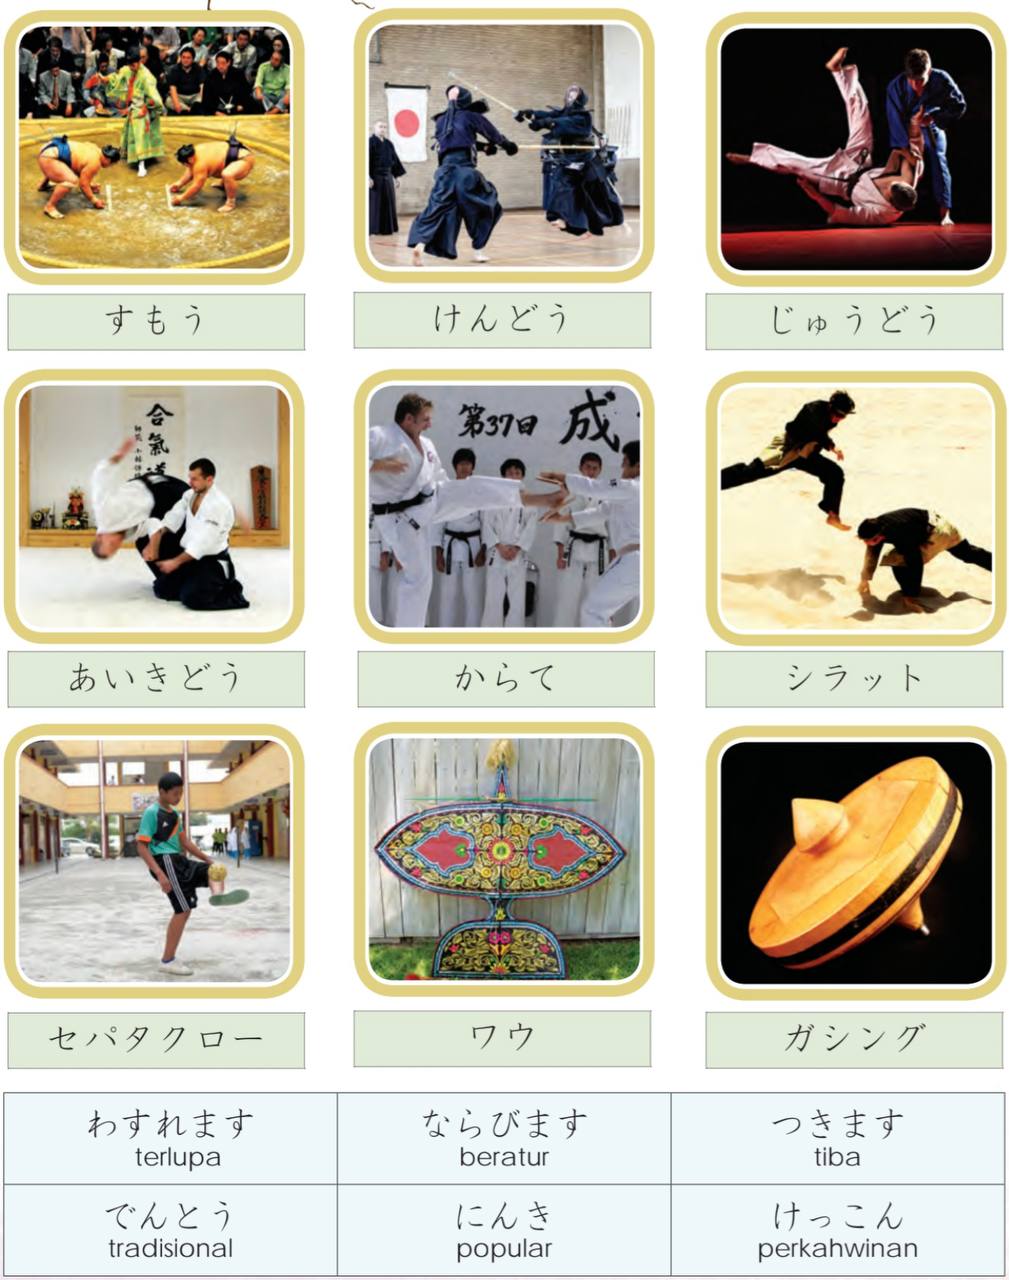 すもう
けんどう
じゅうどう
合氣道
第37回 成
あいきどう
からて
シラット
セパタクロー
ワウ
ガシング
わすれます
terlupa
ならびます
beratur
つきます
tiba
でんとう
tradisional
にんき
popular
けっこん
perkahwinan